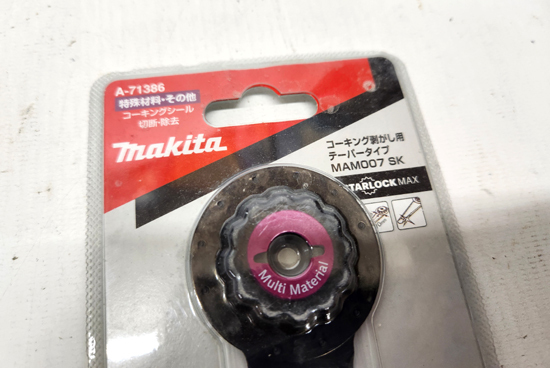 A-71386
特殊材料・その他
コーキングシール
切断・除去
makita
コーキング剥がし用
テーパータイプ
MAM007 SK
STARLOCK MAX
Multi Material